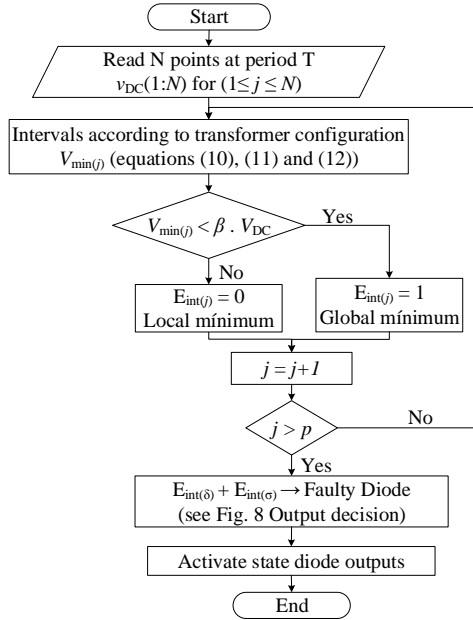 Start
Read N points at period T
vDC(1:N) for (1≤ j ≤ N)
Intervals according to transformer configuration
Vmin(j) (equations (10), (11) and (12))
Vmin(j) < β . VDC
Yes
No
Eint(j) = 0
Local mínimum
Eint(j) = 1
Global mínimum
j = j+1
j > p
No
Yes
Eint(δ) + Eint(σ) → Faulty Diode
(see Fig. 8 Output decision)
Activate state diode outputs
End